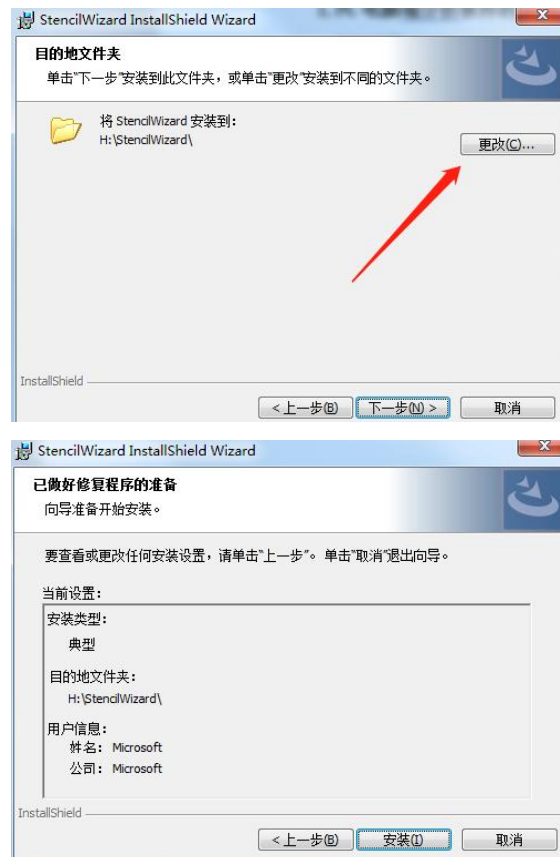 StencilWizard InstallShield Wizard
目的地文件夹
单击"下一步"安装到此文件夹，或单击"更改"安装到不同的文件夹。
将 StencilWizard 安装到：
H:\StencilWizard\
更改(C)...
InstallShield
<上一步(B)
下一步(N) >
取消
StencilWizard InstallShield Wizard
已做好修复程序的准备
向导准备开始安装。
要查看或更改任何安装设置，请单击"上一步"。单击"取消"退出向导。
当前设置：
安装类型：
典型
目的地文件夹：
H:\StencilWizard\
用户信息：
姓名：Microsoft
公司：Microsoft
InstallShield
<上一步(B)
安装(I)
取消